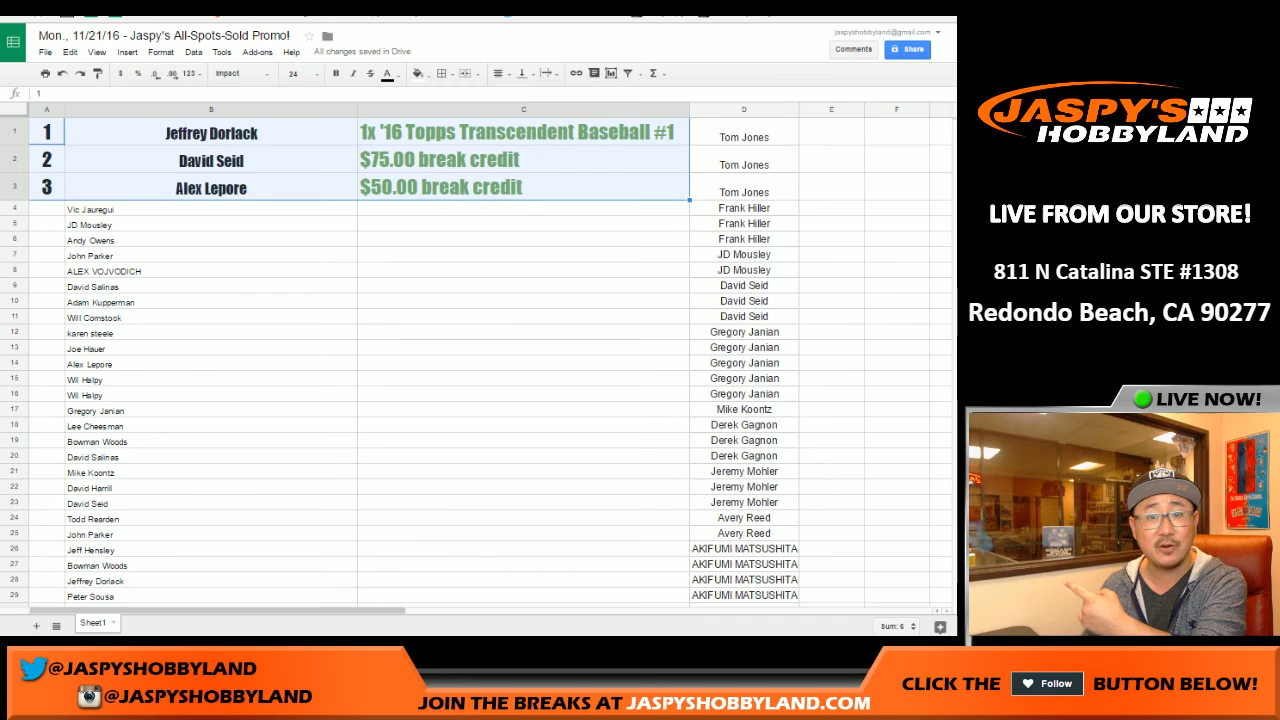 Mon., 11/21/16 - Jaspy's All-Spots-Sold Promo!
jaspyshobbyland@gmail.com
File Edit View Insert Format Data Tools Add-ons Help All changes saved in Drive
Comments Share
$ % .0 .00 123 Impact 24 B I S A
fx 1
A B C D E F
1 1 Jeffrey Dorlack 1x '16 Topps Transcendent Baseball #1 Tom Jones
2 2 David Seid $75.00 break credit Tom Jones
3 3 Alex Lepore $50.00 break credit Tom Jones
4 Vic Jauregui Frank Hiller
5 JD Mousley Frank Hiller
6 Andy Owens Frank Hiller
7 John Parker JD Mousley
8 ALEX VOJVODICH JD Mousley
9 David Salinas David Seid
10 Adam Kupperman David Seid
11 Will Comstock David Seid
12 karen steele Gregory Janian
13 Joe Hauer Gregory Janian
14 Alex Lepore Gregory Janian
15 Wil Halpy Gregory Janian
16 Wil Halpy Gregory Janian
17 Gregory Janian Mike Koontz
18 Lee Cheesman Derek Gagnon
19 Bowman Woods Derek Gagnon
20 David Salinas Derek Gagnon
21 Mike Koontz Jeremy Mohler
22 David Harrill Jeremy Mohler
23 David Seid Jeremy Mohler
24 Todd Rearden Avery Reed
25 John Parker Avery Reed
26 Jeff Hensley AKIFUMI MATSUSHITA
27 Bowman Woods AKIFUMI MATSUSHITA
28 Jeffrey Dorlack AKIFUMI MATSUSHITA
29 Peter Sousa AKIFUMI MATSUSHITA
Sheet1 Sum: 6
JASPY'S
HOBBYLAND
LIVE FROM OUR STORE!
811 N Catalina STE #1308
Redondo Beach, CA 90277
LIVE NOW!
@JASPYSHOBBYLAND
@JASPYSHOBBYLAND
JOIN THE BREAKS AT JASPYSHOBBYLAND.COM
CLICK THE Follow BUTTON BELOW!